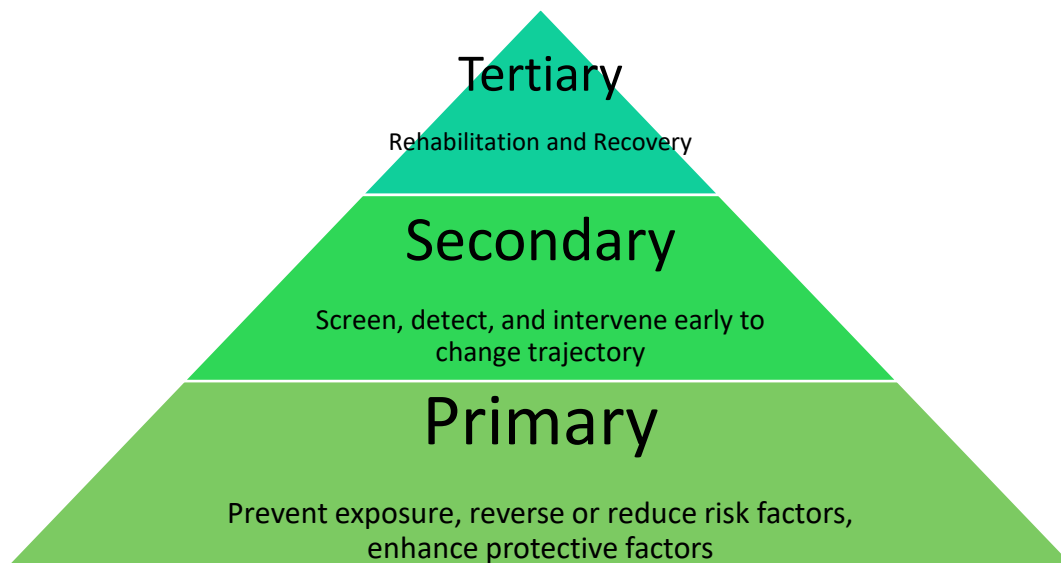 Tertiary
Rehabilitation and Recovery
Secondary
Screen, detect, and intervene early to
change trajectory
Primary
Prevent exposure, reverse or reduce risk factors,
enhance protective factors